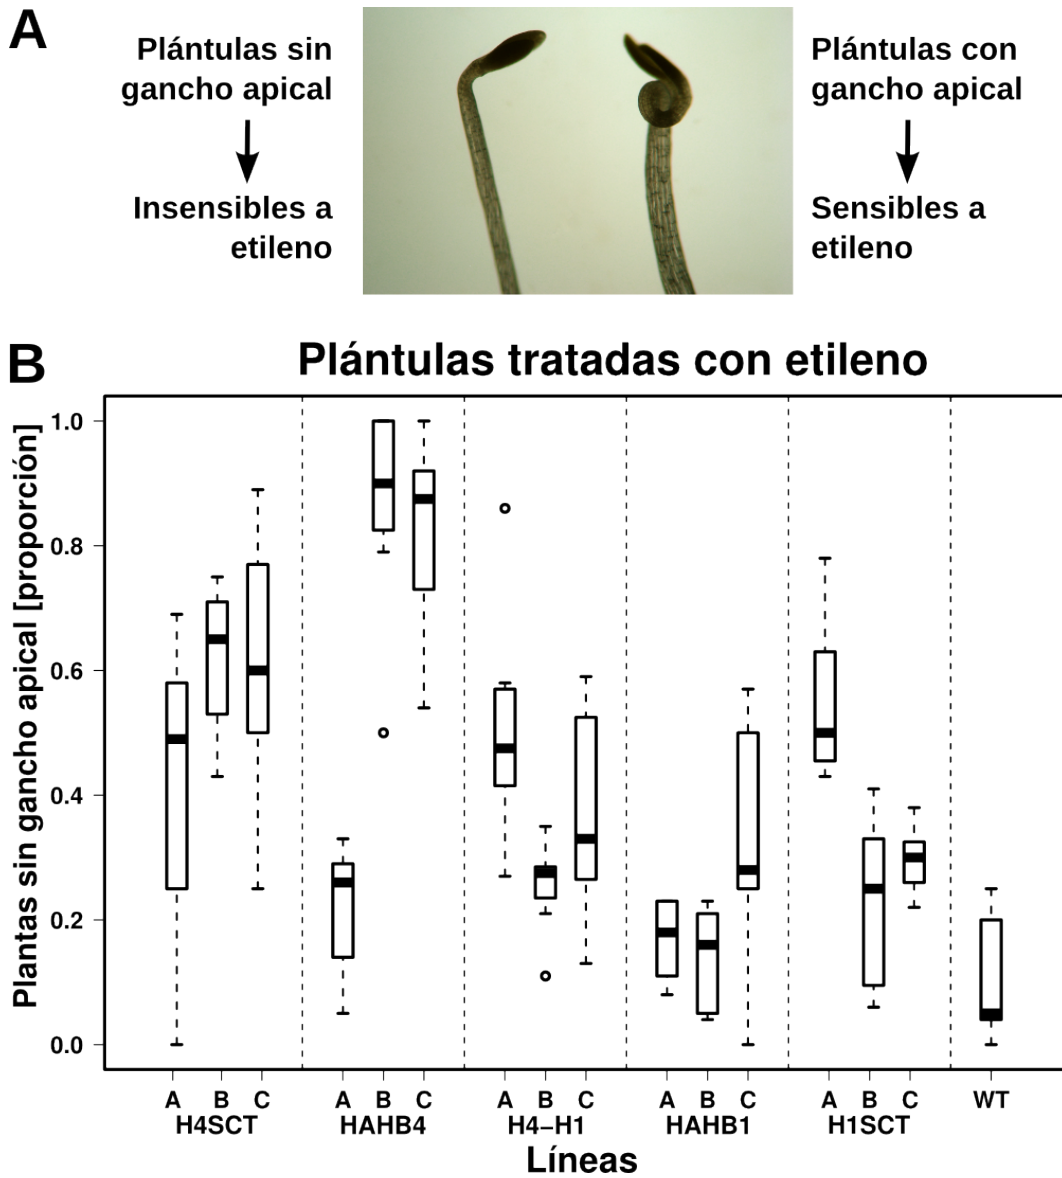 A
Plántulas sin
gancho apical
Insensibles a
etileno
Plántulas con
gancho apical
Sensibles a
etileno
B
Plántulas tratadas con etileno
Plantas sin gancho apical [proporción]
1.0
0.8
0.6
0.4
0.2
0.0
A B C A B C A B C A B C A B C WT
H4SCT HAHB4 H4−H1 HAHB1 H1SCT
Líneas